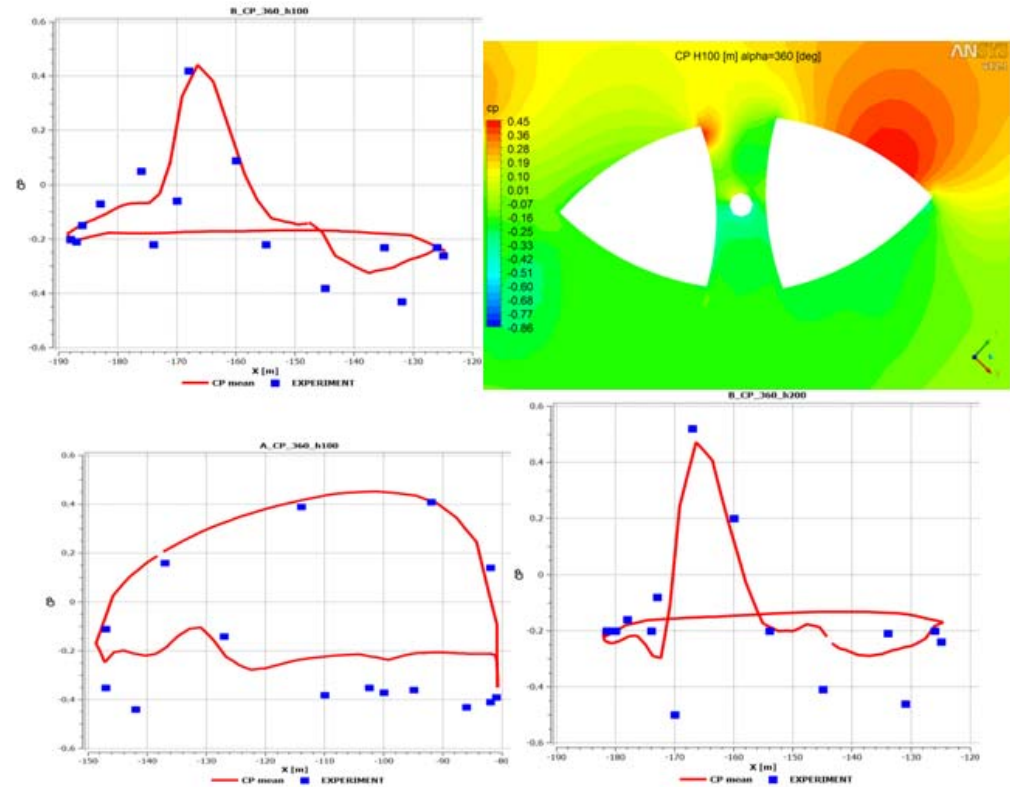 B_CP_360_h100
0.6
0.4
0.2
0
-0.2
-0.4
-0.6
CP
-190 -180 -170 -160 -150 -140 -130 -120
X [m]
CP mean EXPERIMENT
CP H100 [m] alpha=360 [deg]
cp
0.45
0.36
0.28
0.19
0.10
0.01
-0.07
-0.16
-0.25
-0.33
-0.42
-0.51
-0.60
-0.68
-0.77
-0.86
A_CP_360_h100
0.6
0.4
0.2
0
-0.2
-0.4
-0.6
CP
-150 -140 -130 -120 -110 -100 -90 -80
X [m]
CP mean EXPERIMENT
B_CP_360_h200
0.6
0.4
0.2
0
-0.2
-0.4
-0.6
CP
-190 -180 -170 -160 -150 -140 -130 -120
X [m]
CP mean EXPERIMENT